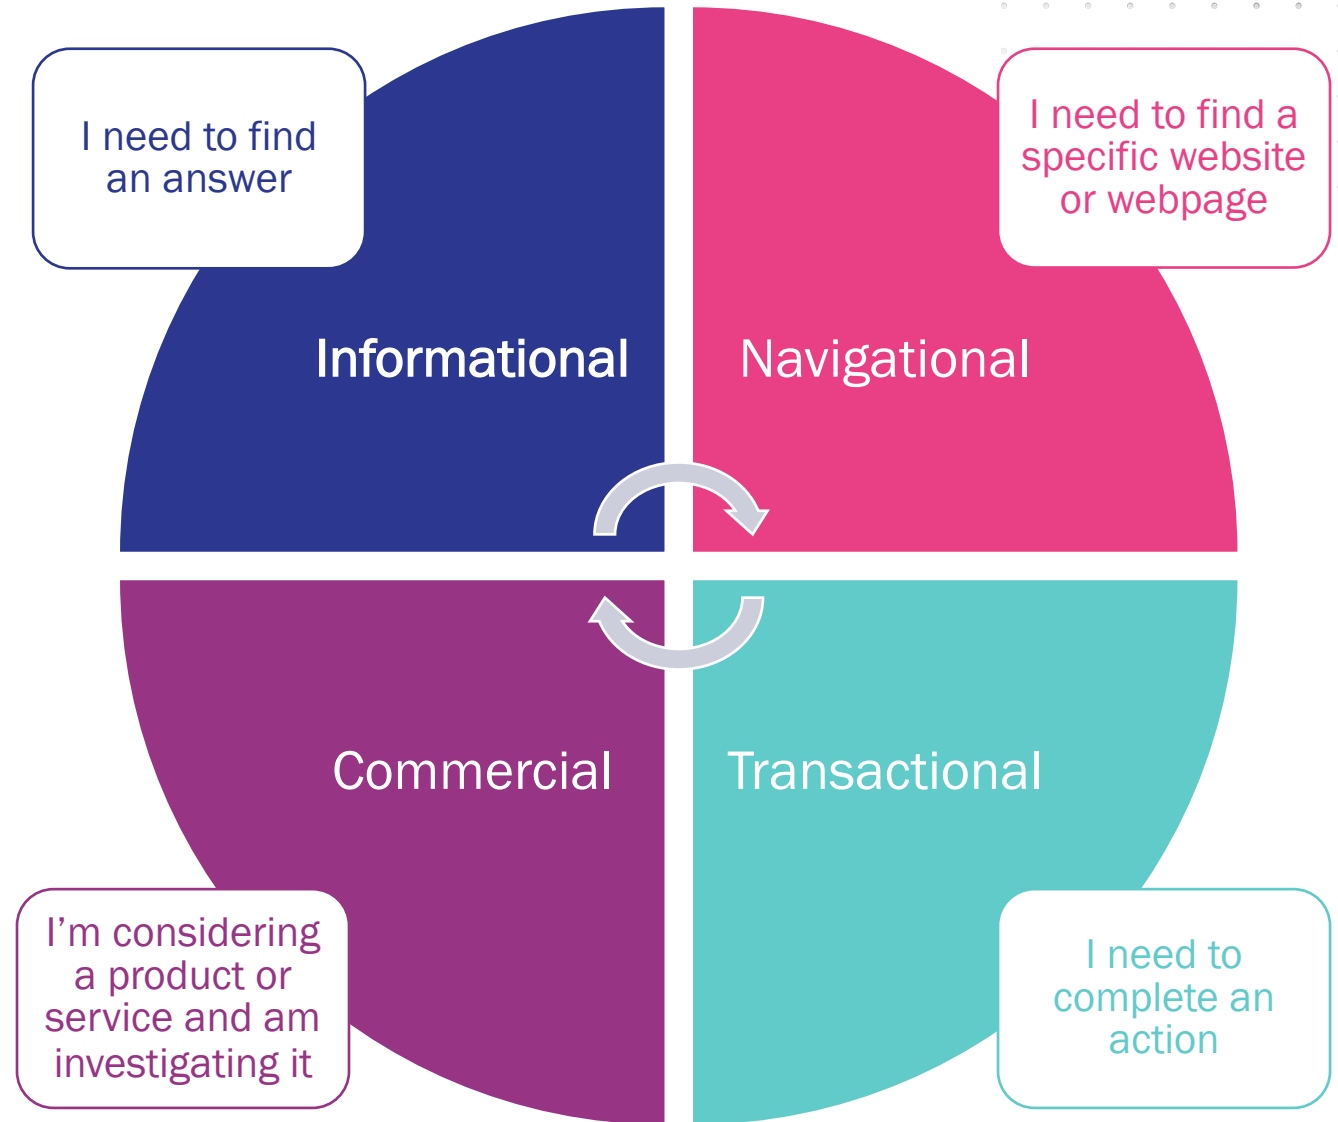 I need to find
an answer
I need to find a
specific website
or webpage
Informational
Navigational
Commercial
Transactional
I’m considering
a product or
service and am
investigating it
I need to
complete an
action